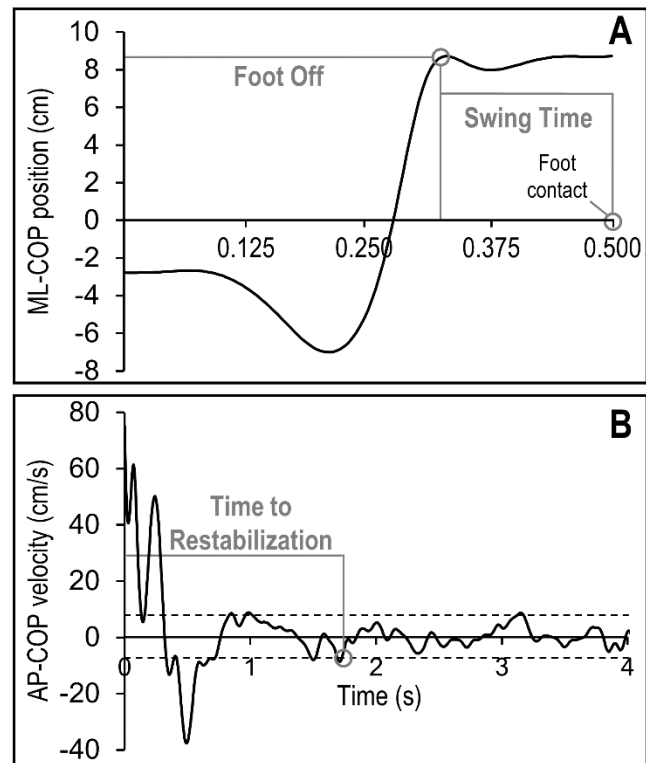 A
ML-COP position (cm)
10
8
6
4
2
0
-2
-4
-6
-8
Foot Off
Swing Time
Foot
contact
0.125
0.250
0.375
0.500
B
AP-COP velocity (cm/s)
80
60
40
20
0
-20
-40
Time to
Restabilization
0
1
2
3
4
Time (s)